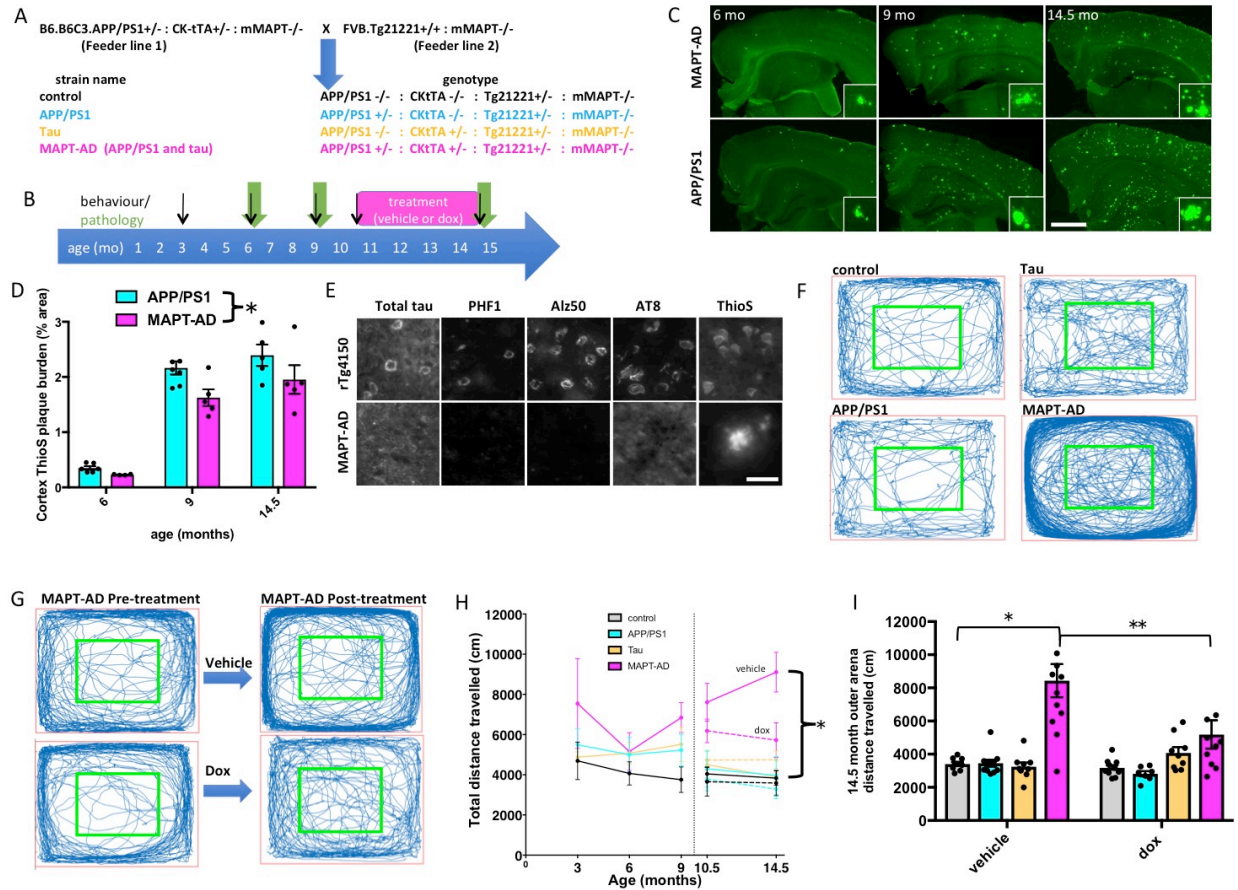 A
B6.B6C3.APP/PS1+/- : CK-tTA+/- : mMAPT-/- X FVB.Tg21221+/+ : mMAPT-/-
(Feeder line 1) (Feeder line 2)
strain name genotype
control APP/PS1 -/- : CKtTA -/- : Tg21221+/- : mMAPT-/-
APP/PS1 APP/PS1 +/- : CKtTA -/- : Tg21221+/- : mMAPT-/-
Tau APP/PS1 -/- : CKtTA +/- : Tg21221+/- : mMAPT-/-
MAPT-AD (APP/PS1 and tau) APP/PS1 +/- : CKtTA +/- : Tg21221+/- : mMAPT-/-
B
behaviour/
pathology
treatment
(vehicle or dox)
age (mo) 1 2 3 4 5 6 7 8 9 10 11 12 13 14 15
C
6 mo 9 mo 14.5 mo
MAPT-AD
APP/PS1
D
APP/PS1
MAPT-AD
*
Cortex ThioS plaque burden (% area)
3
2
1
0
6 9 14.5
age (months)
E
Total tau PHF1 Alz50 AT8 ThioS
rTg4150
MAPT-AD
F
control Tau
APP/PS1 MAPT-AD
G
MAPT-AD Pre-treatment MAPT-AD Post-treatment
Vehicle
Dox
H
Total distance travelled (cm)
12000
10000
8000
6000
4000
2000
0
control
APP/PS1
Tau
MAPT-AD
vehicle
dox
*
0 3 6 9 10.5 14.5
Age (months)
I
14.5 month outer arena
distance travelled (cm)
12000
10000
8000
6000
4000
2000
0
* **
vehicle dox